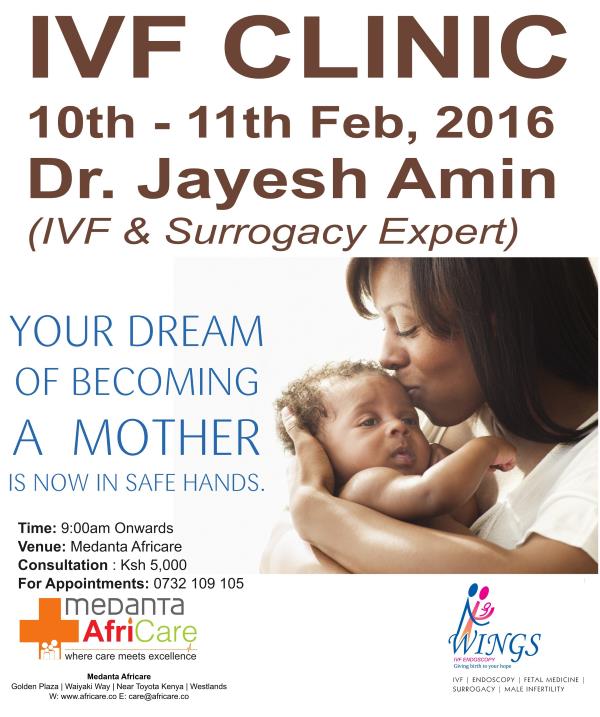 IVF CLINIC
10th - 11th Feb, 2016
Dr. Jayesh Amin
(IVF & Surrogacy Expert)
YOUR DREAM
OF BECOMING
A MOTHER
IS NOW IN SAFE HANDS.
Time: 9:00am Onwards
Venue: Medanta Africare
Consultation : Ksh 5,000
For Appointments: 0732 109 105
medanta
AfriCare
where care meets excellence
Medanta Africare
Golden Plaza | Waiyaki Way | Near Toyota Kenya | Westlands
W: www.africare.co E: care@africare.co
WINGS
IVF ENDOSCOPY
Giving birth to your hope
IVF | ENDOSCOPY | FETAL MEDICINE |
SURROGACY | MALE INFERTILITY